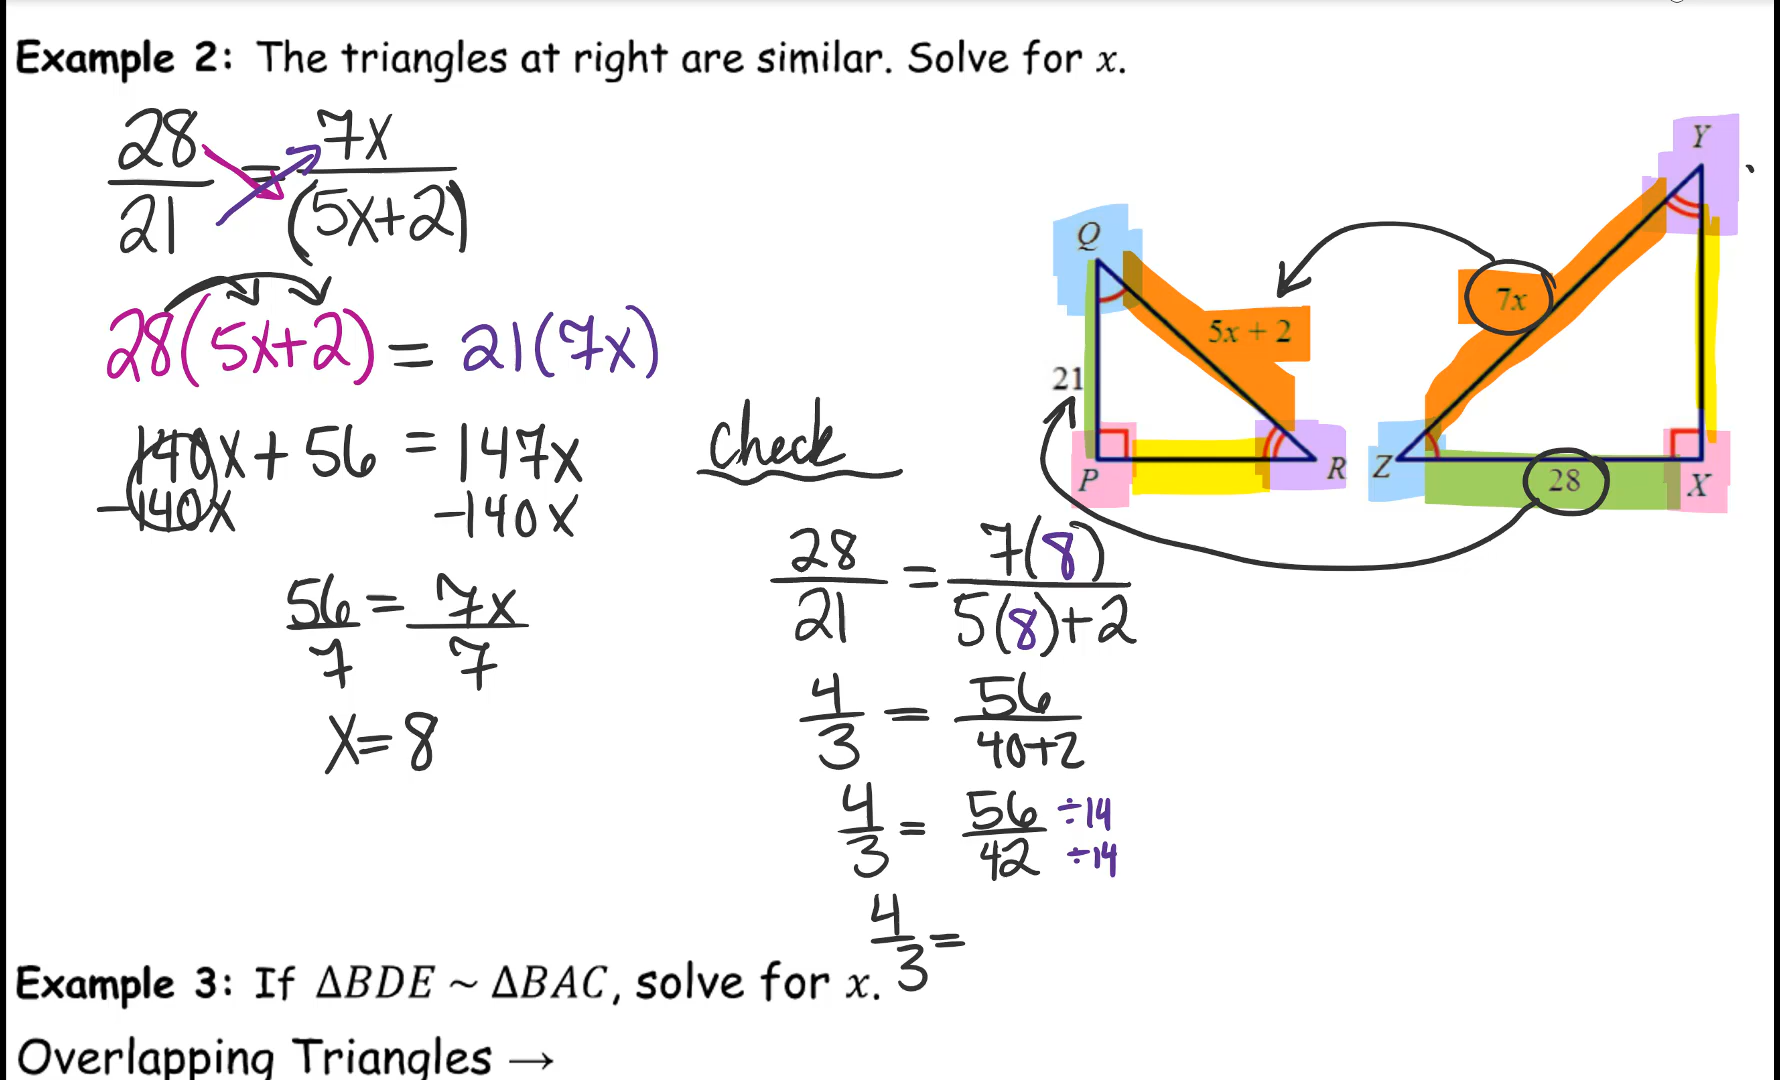 Example 2: The triangles at right are similar. Solve for x.
28/21 = 7x/(5x+2)
28(5x+2) = 21(7x)
140x + 56 = 147x
-140x -140x
56/7 = 7x/7
x = 8
check
28/21 = 7(8)/5(8)+2
4/3 = 56/40+2
4/3 = 56 ÷14/42 ÷14
4/3 =
Q
5x + 2
21
P
R
Y
7x
Z
28
X
Example 3: If ΔBDE ~ ΔBAC, solve for x.
Overlapping Triangles →